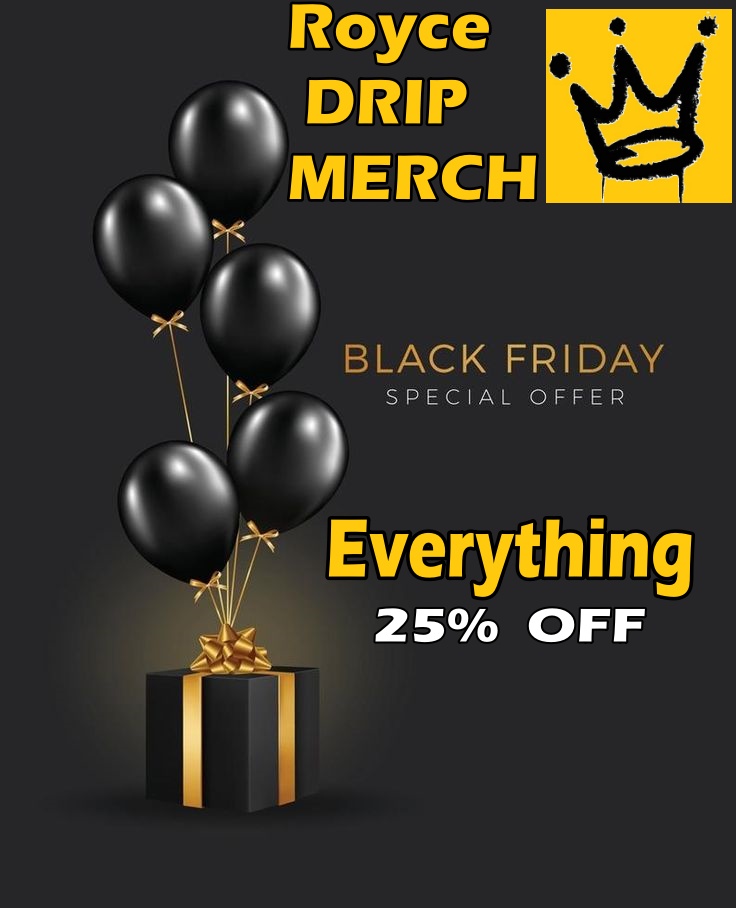 Royce
DRIP
MERCH
BLACK FRIDAY
SPECIAL OFFER
Everything
25% OFF